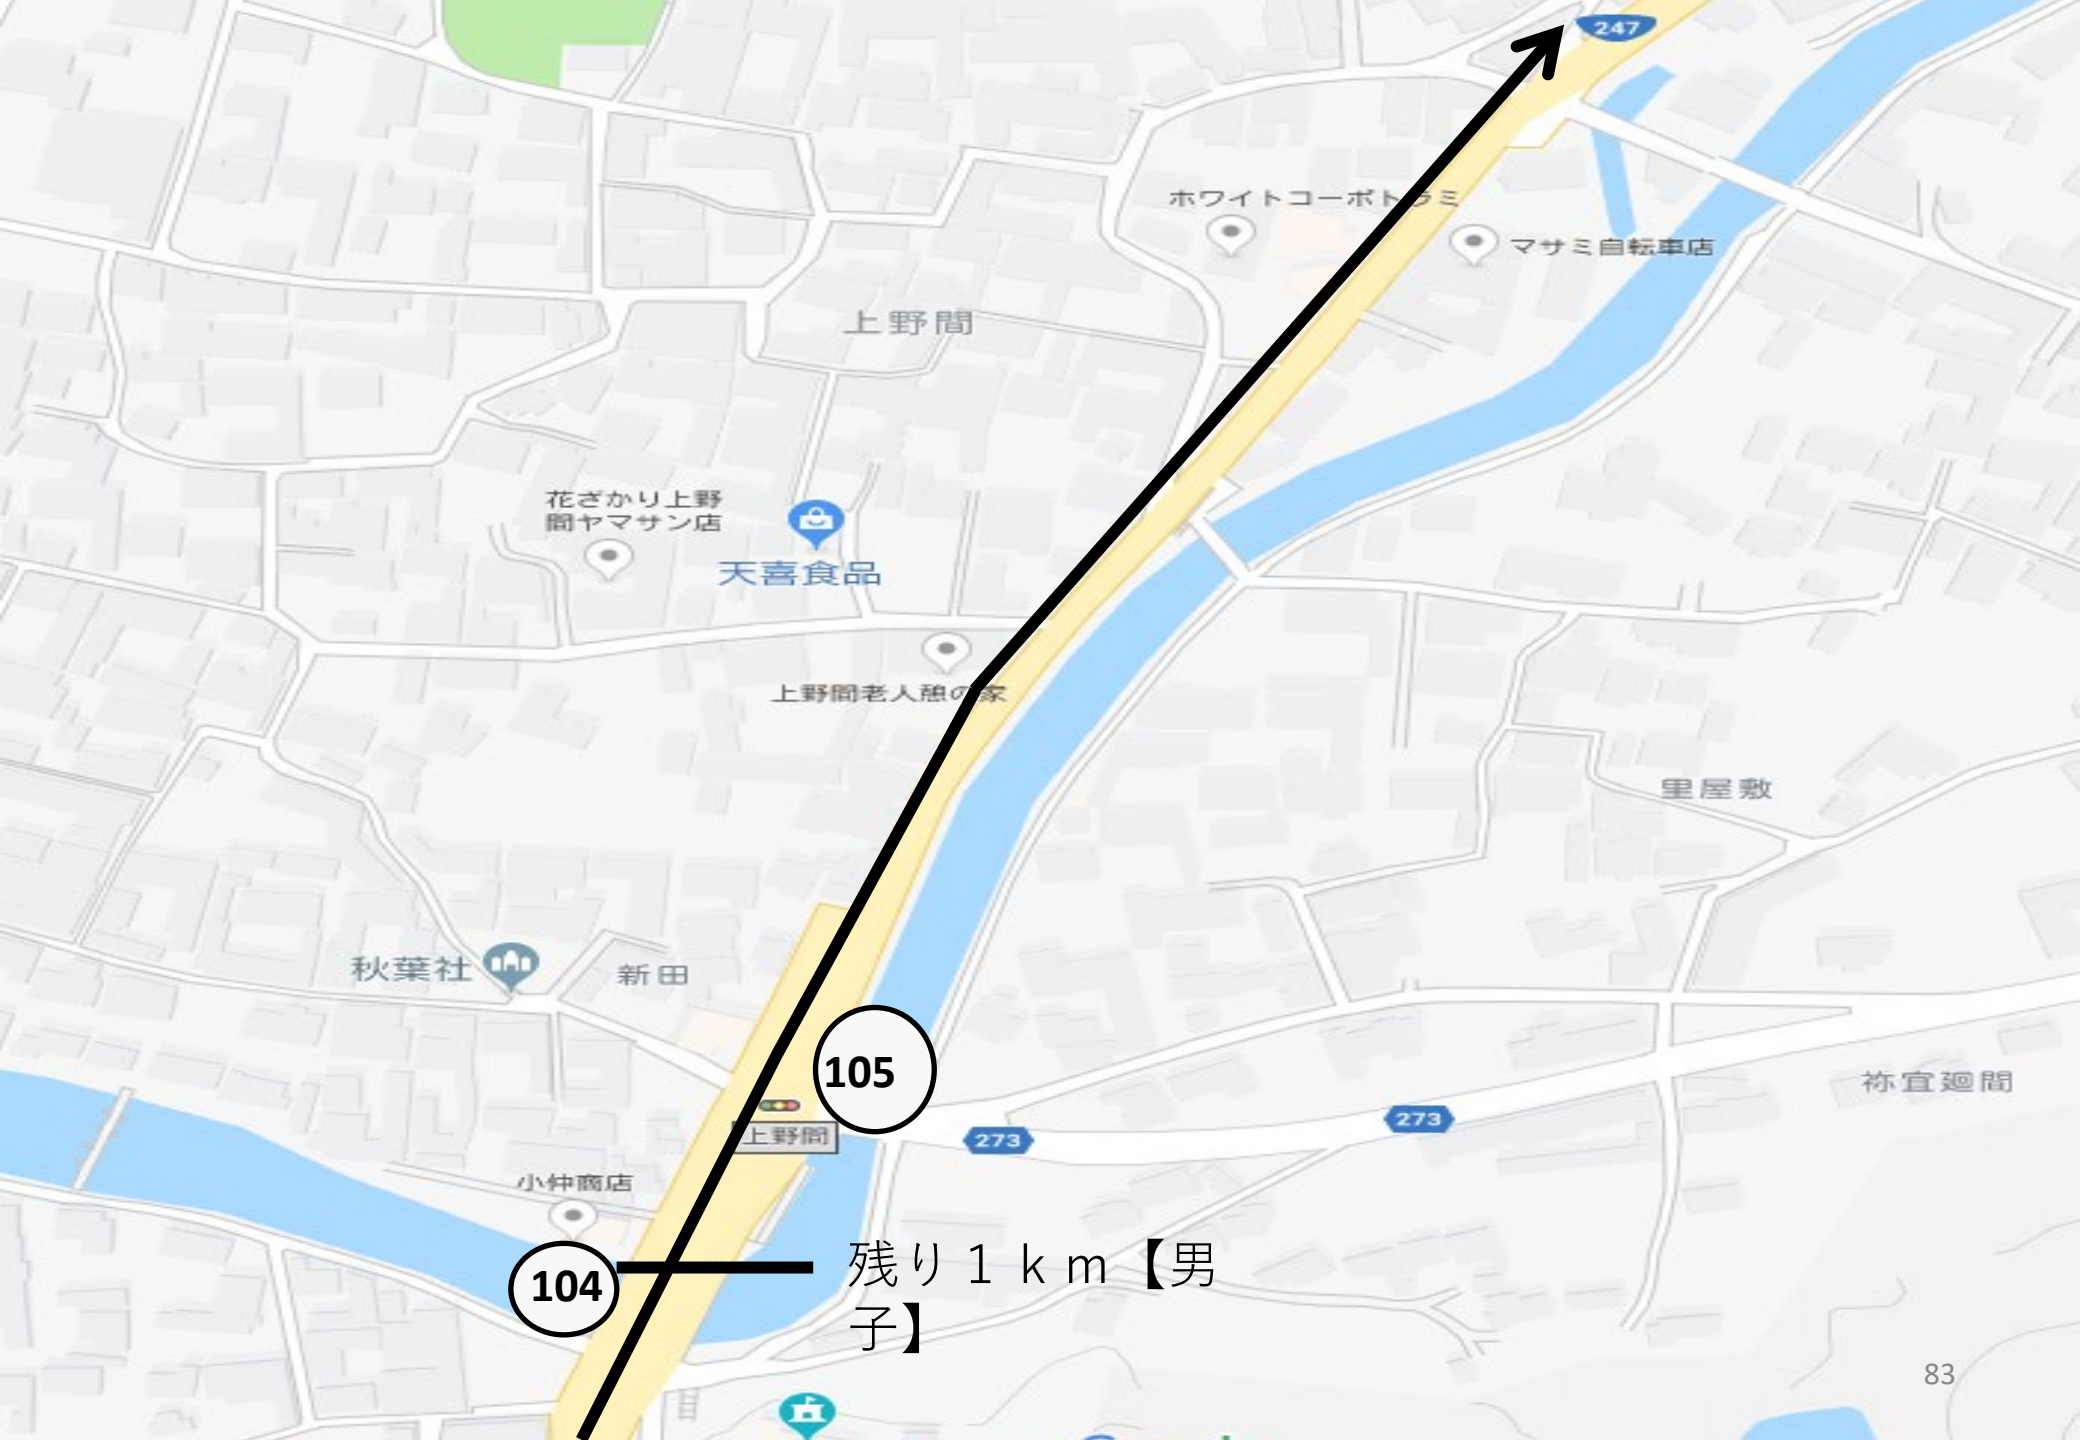 247
ホワイトコーポトラミ
マサミ自転車店
上野間
花ざかり上野
間ヤマサン店
天喜食品
上野間老人憩の家
里屋敷
秋葉社
新田
105
祢宜廻間
上野間
273
273
小仲商店
104
残り１ｋｍ【男
子】
83